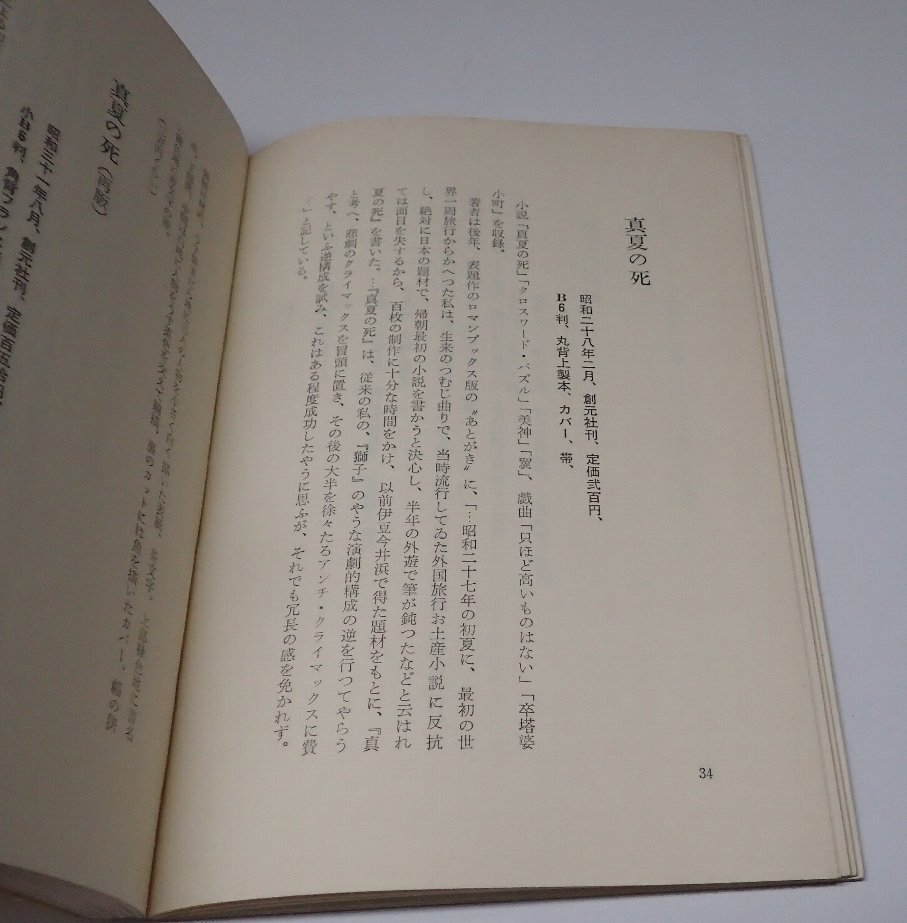 真夏の死
昭和二十八年二月、創元社刊、定価弐百円、
B6判、丸背上製本、カバー、帯、
小説「真夏の死」「クロスワード・パズル」「美神」「翼」、戯曲「只ほど高いものはない」「卒塔婆
小町」を収録。
著者は後年、表題作のロマンブックス版の〝あとがき〟に、「…昭和二十七年の初夏に、最初の世
界一周旅行からかへつた私は、生来のつむじ曲りで、当時流行してゐた外国旅行お土産小説に反抗
し、絶対に日本の題材で、帰朝最初の小説を書かうと決心し、半年の外遊で筆が鈍つたなどと云はれ
ては面目を失するから、百枚の制作に十分な時間をかけ、以前伊豆今井浜で得た題材をもとに、『真
夏の死』を書いた。…『真夏の死』は、従来の私の、『獅子』のやうな演劇的構成の逆を行つてやらう
と考へ、悲劇のクライマックスを冒頭に置き、その後の大半を徐々たるアンチ・クライマックスに費
やす、といふ逆構成を試み、これはある程度成功したやうに思ふが、それでも冗長の感を免かれず。
…」と記している。
34
真夏の死(再版)
昭和三十一年八月、創元社刊、定価百五拾円、
小B6判、角背フランス